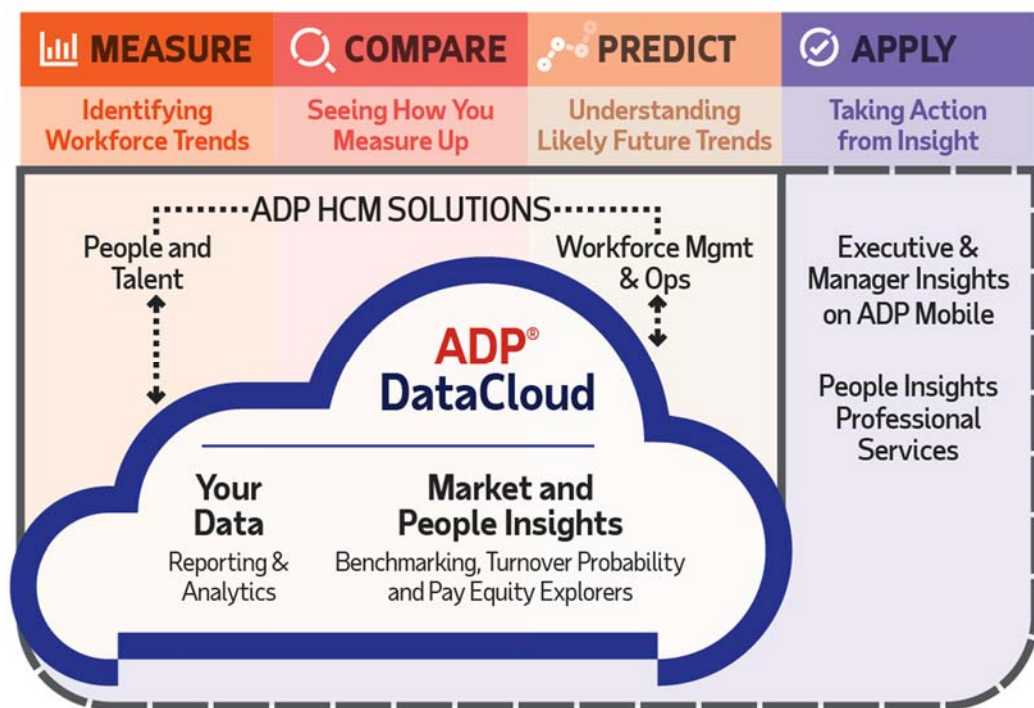 MEASURE
Identifying
Workforce Trends
COMPARE
Seeing How You
Measure Up
PREDICT
Understanding
Likely Future Trends
APPLY
Taking Action
from Insight
ADP HCM SOLUTIONS
People and
Talent
Workforce Mgmt
& Ops
ADP®
DataCloud
Your
Data
Reporting &
Analytics
Market and
People Insights
Benchmarking, Turnover Probability
and Pay Equity Explorers
Executive &
Manager Insights
on ADP Mobile
People Insights
Professional
Services